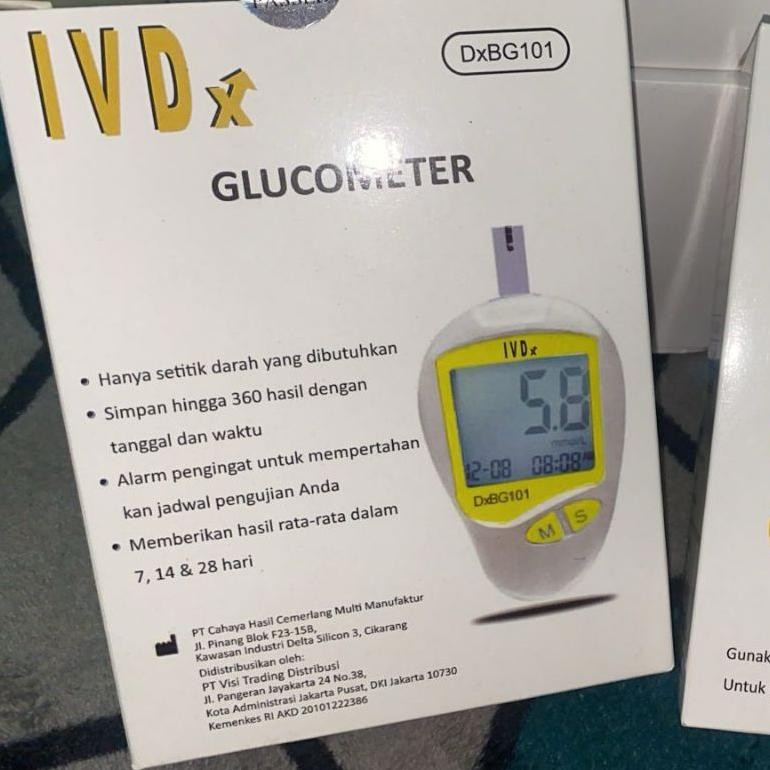 PASSED
IVDx
DxBG101
GLUCOMETER
• Hanya setitik darah yang dibutuhkan
• Simpan hingga 360 hasil dengan
tanggal dan waktu
• Alarm pengingat untuk mempertahan
kan jadwal pengujian Anda
• Memberikan hasil rata-rata dalam
7, 14 & 28 hari
IVDx
5.8
mmol/L
12-08 08:08
DxBG101
M S
PT Cahaya Hasil Cemerlang Multi Manufaktur
Jl. Pinang Blok F23-15B,
Kawasan Industri Delta Silicon 3, Cikarang
Didistribusikan oleh:
PT Visi Trading Distribusi
Jl. Pangeran Jayakarta 24 No.38,
Kota Administrasi Jakarta Pusat, DKI Jakarta 10730
Kemenkes RI AKD 20101222386
Gunak
Untuk